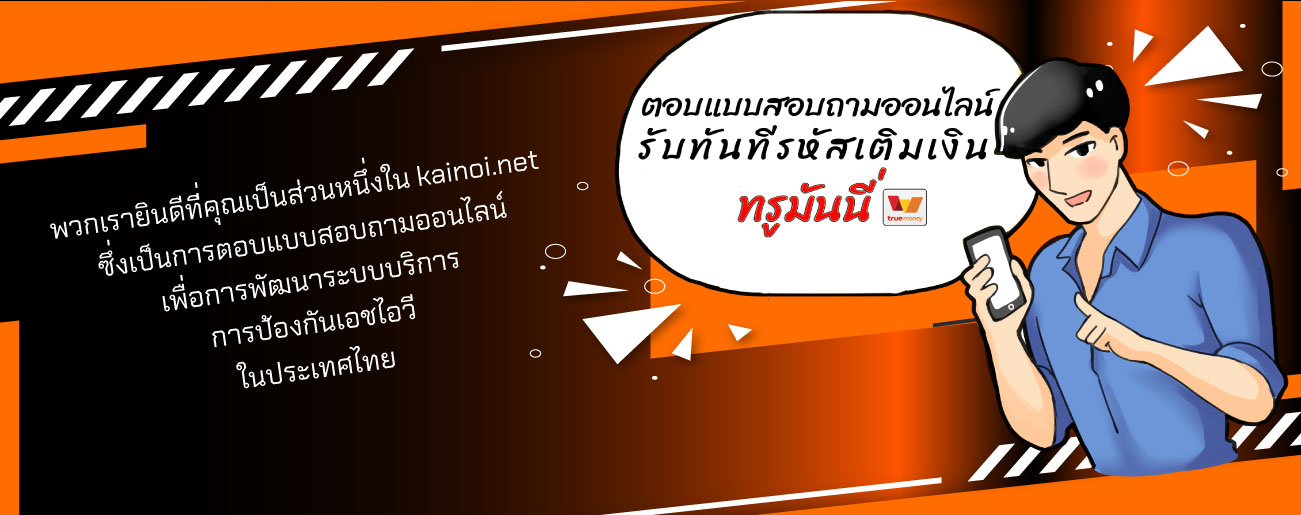 พวกเรายินดีที่คุณเป็นส่วนหนึ่งใน kainoi.net
ซึ่งเป็นการตอบแบบสอบถามออนไลน์
เพื่อการพัฒนาระบบบริการ
การป้องกันเอชไอวี
ในประเทศไทย
ตอบแบบสอบถามออนไลน์
รับทันทีรหัสเติมเงิน
ทรูมันนี่
truemoney